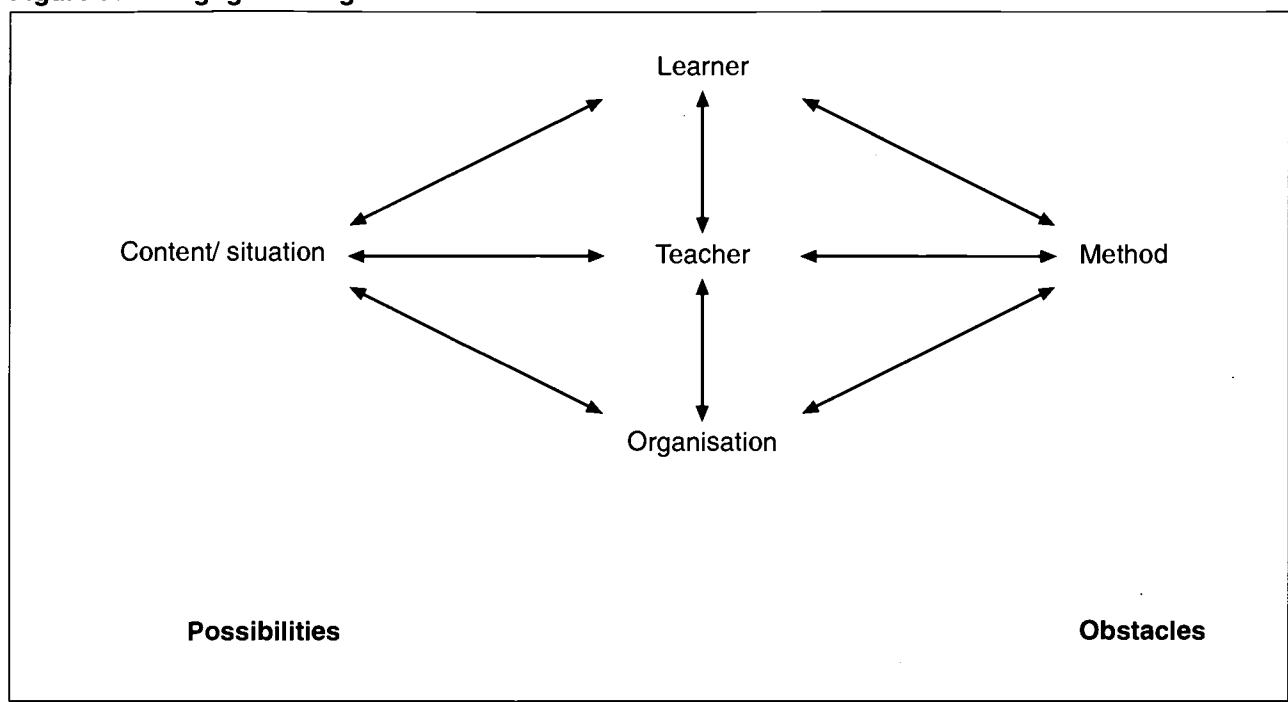 Learner
Content/ situation
Teacher
Method
Organisation
Possibilities
Obstacles